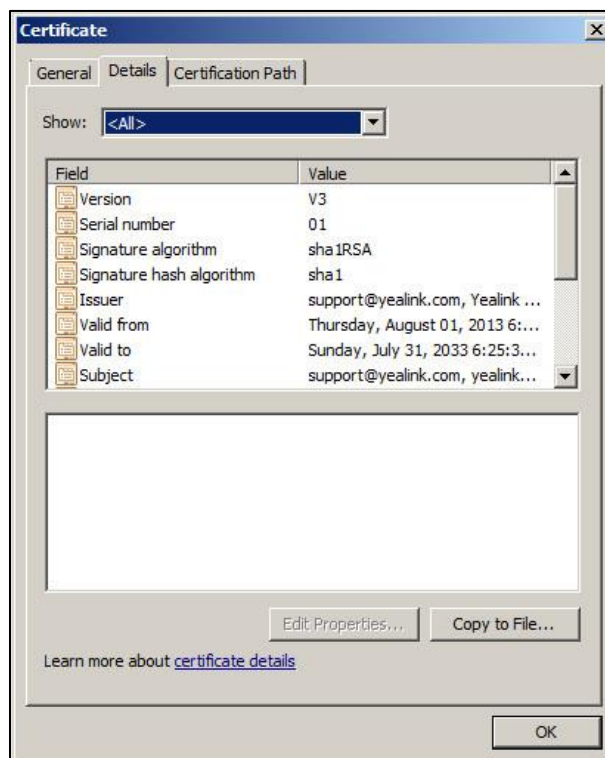 Certificate
General Details Certification Path
Show: <All>
Field Value
Version V3
Serial number 01
Signature algorithm sha1RSA
Signature hash algorithm sha1
Issuer support@yealink.com, Yealink ...
Valid from Thursday, August 01, 2013 6:...
Valid to Sunday, July 31, 2033 6:25:3...
Subject support@yealink.com, yealink...
Edit Properties... Copy to File...
Learn more about certificate details
OK